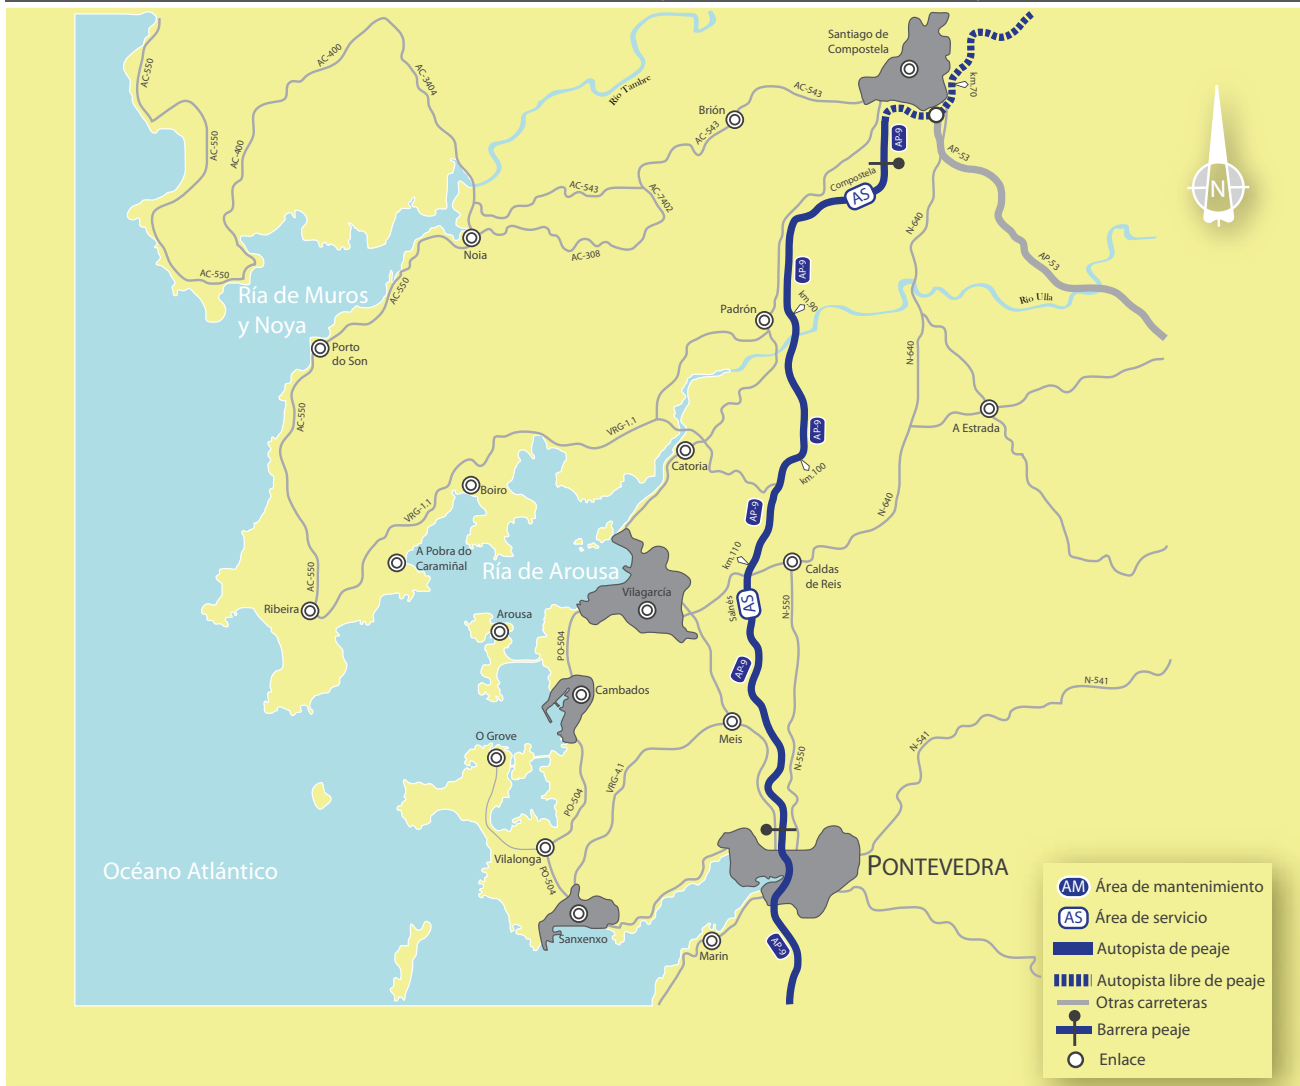 Santiago de
Compostela
AC-550
AC-400
AC-3404
Río Tambre
AC-543
km.70
Brión
AC-543
AP-9
AP-53
AC-550
AC-400
Compostela
AS
AC-543
AC-7402
N-640
Noia
AC-308
AP-53
AC-550
AC-550
AP-9
Ría de Muros
y Noya
km.90
Río Ulla
Padrón
Porto
do Son
N-640
AC-550
VRG-1.1
AP-9
A Estrada
Catoria
km.100
Boiro
VRG-1.1
AP-9
N-640
A Pobra do
Caramiñal
km.110
Ría de Arousa
Caldas
de Reis
AC-550
Vilagarcía
Salnés
AS
N-550
Ribeira
Arousa
PO-504
AP-9
Cambados
N-541
O Grove
Meis
N-541
N-550
VRG-4.1
PO-504
Vilalonga
PO-504
PONTEVEDRA
Océano Atlántico
Sanxenxo
Marin
AP-9
N
AM Área de mantenimiento
AS Área de servicio
Autopista de peaje
Autopista libre de peaje
Otras carreteras
Barrera peaje
Enlace